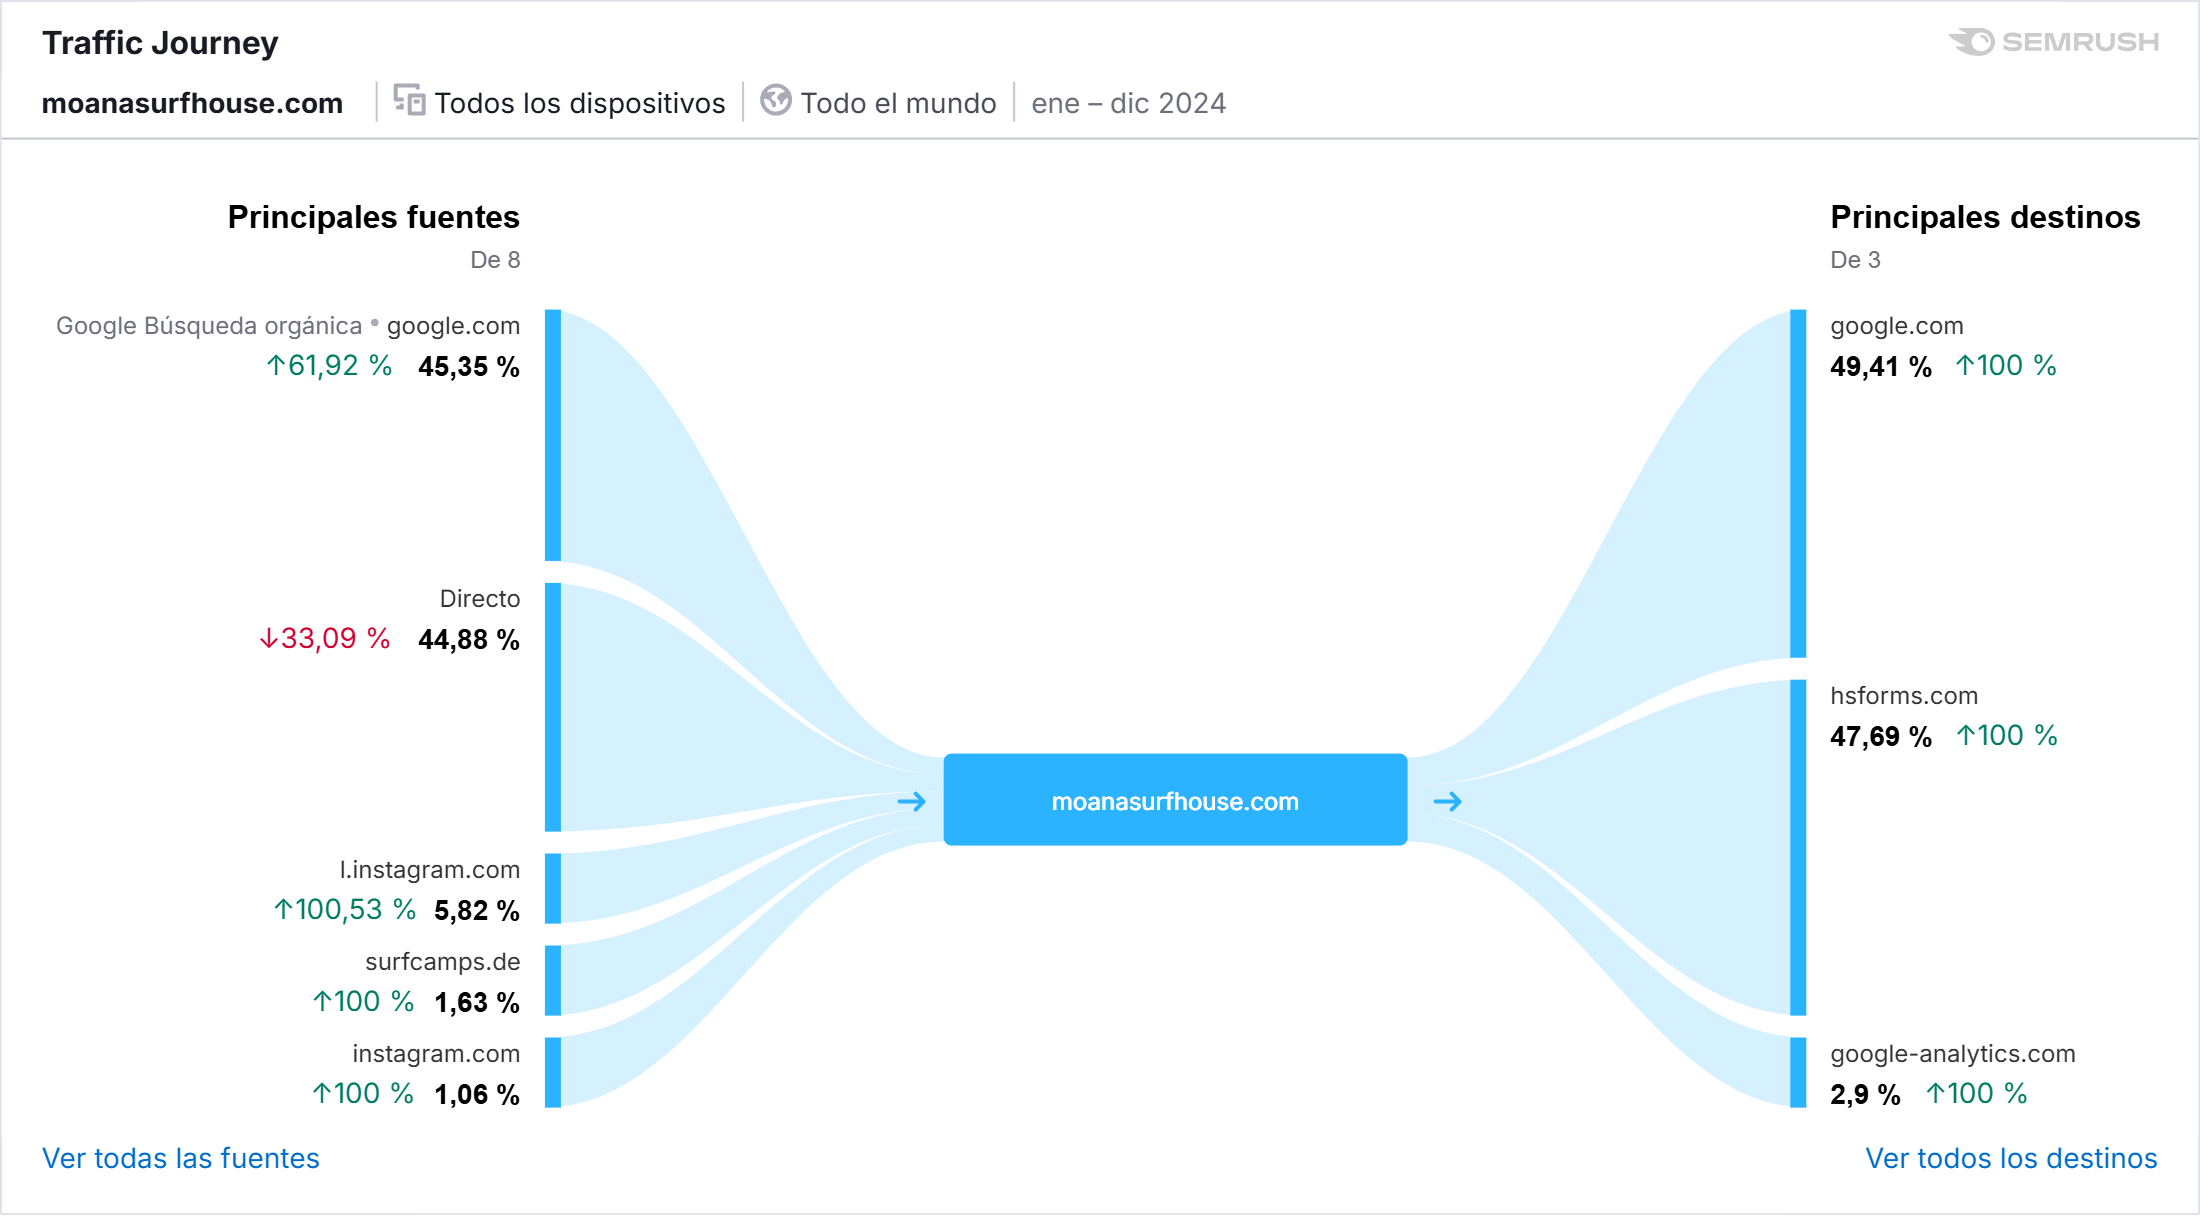 Traffic Journey
SEMRUSH
moanasurfhouse.com Todos los dispositivos Todo el mundo ene – dic 2024
Principales fuentes
De 8
Google Búsqueda orgánica • google.com
↑61,92 % 45,35 %
Directo
↓33,09 % 44,88 %
l.instagram.com
↑100,53 % 5,82 %
surfcamps.de
↑100 % 1,63 %
instagram.com
↑100 % 1,06 %
Ver todas las fuentes
moanasurfhouse.com
Principales destinos
De 3
google.com
49,41 % ↑100 %
hsforms.com
47,69 % ↑100 %
google-analytics.com
2,9 % ↑100 %
Ver todos los destinos